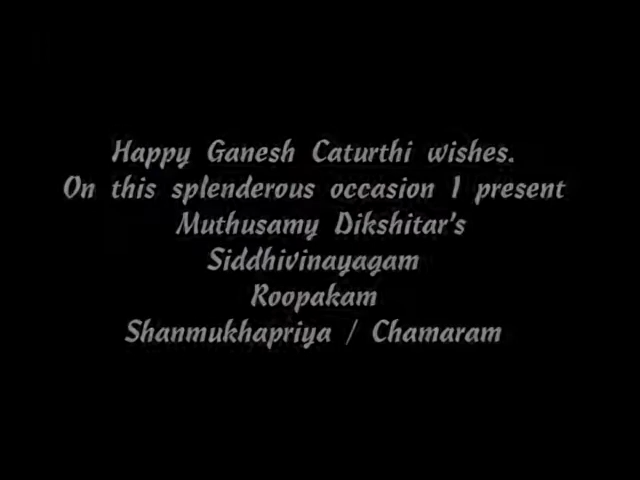 Happy Ganesh Caturthi wishes.
On this splenderous occasion I present
Muthusamy Dikshitar's
Siddhivinayagam
Roopakam
Shanmukhapriya / Chamaram